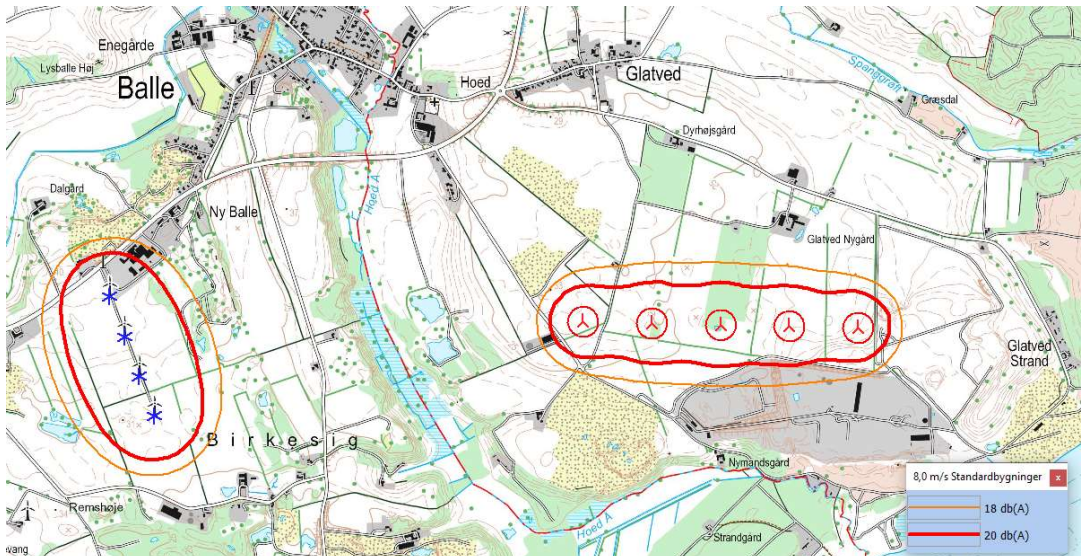 Enegårde
Lysballe Høj
Balle
Hoed
Glatved
Spanggrøft
Græsdal
Dyrhøjsgård
Dalgård
Ny Balle
Hoed Å
Glatved Nygård
Glatved
Strand
Birkesig
Nymandsgård
Remshøje
Hoed Å
Strandgård
vang
8,0 m/s Standardbygninger
x
18 db(A)
20 db(A)